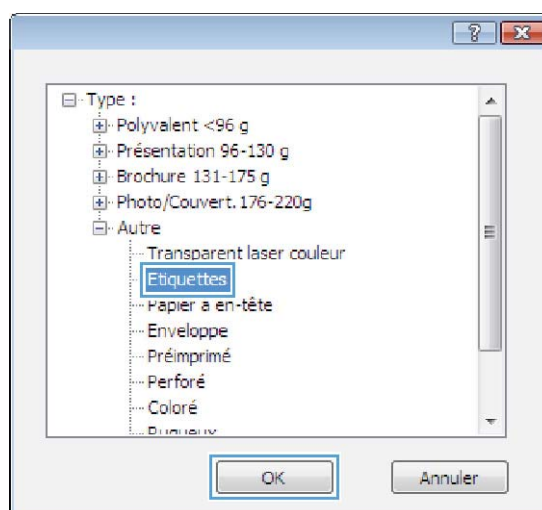 Type :
Polyvalent <96 g
Présentation 96-130 g
Brochure 131-175 g
Photo/Couvert. 176-220g
Autre
Transparent laser couleur
Etiquettes
Papier à en-tête
Enveloppe
Préimprimé
Perforé
Coloré
OK Annuler